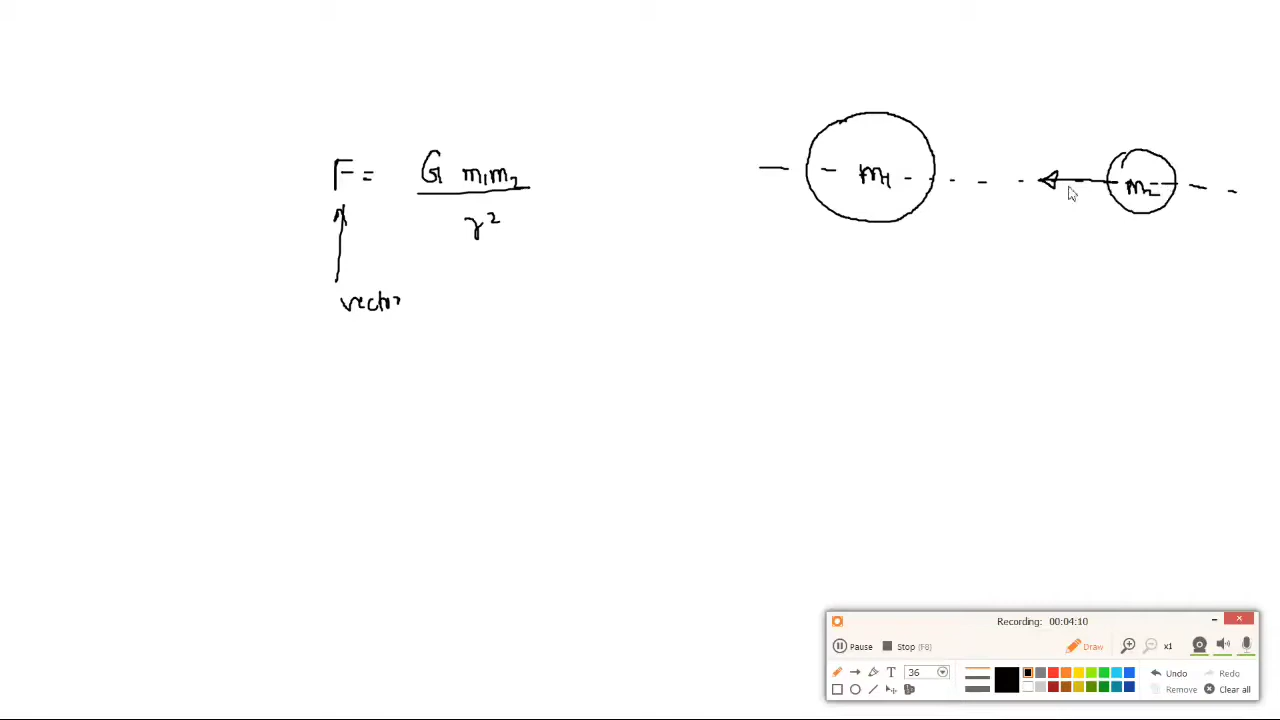 F = G m₁m₂
r²
vector
m₁
m₂
Recording: 00:04:10
Pause Stop (F8) Draw x1
T 36 Undo Redo
Remove Clear all